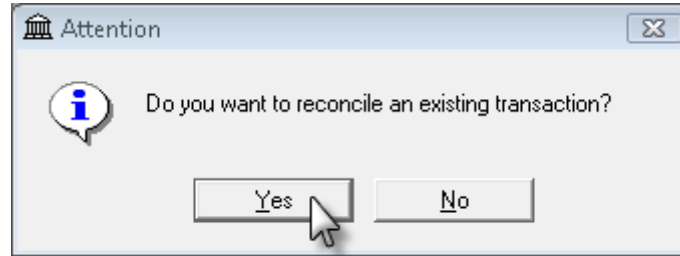 Attention
Do you want to reconcile an existing transaction?
Yes
No